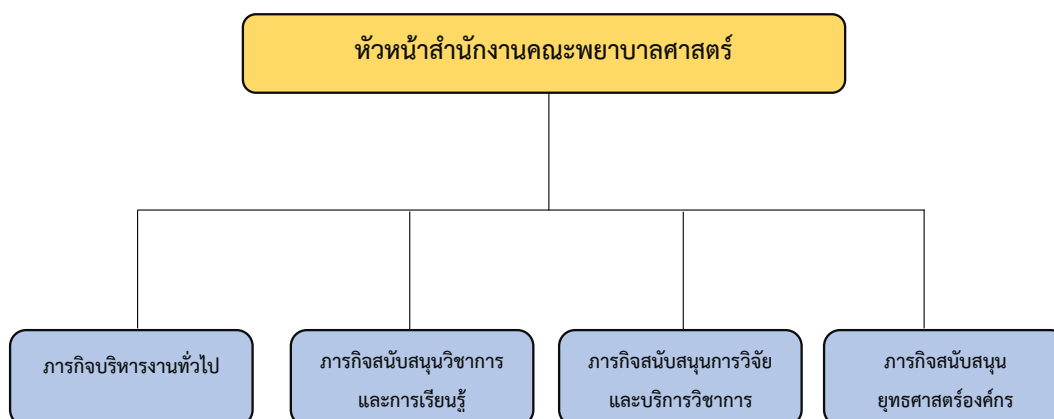 หัวหน้าสำนักงานคณะพยาบาลศาสตร์
ภารกิจบริหารงานทั่วไป
ภารกิจสนับสนุนวิชาการ
และการเรียนรู้
ภารกิจสนับสนุนการวิจัย
และบริการวิชาการ
ภารกิจสนับสนุน
ยุทธศาสตร์องค์กร